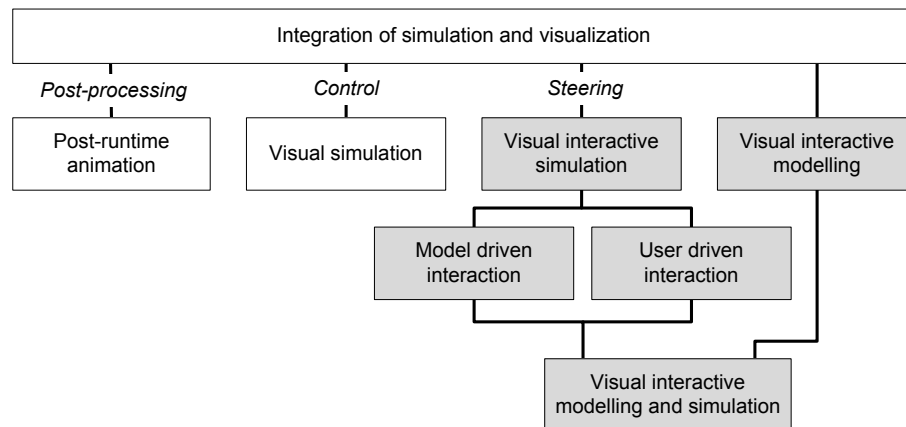 Integration of simulation and visualization
Post-processing
Control
Steering
Post-runtime
animation
Visual simulation
Visual interactive
simulation
Visual interactive
modelling
Model driven
interaction
User driven
interaction
Visual interactive
modelling and simulation